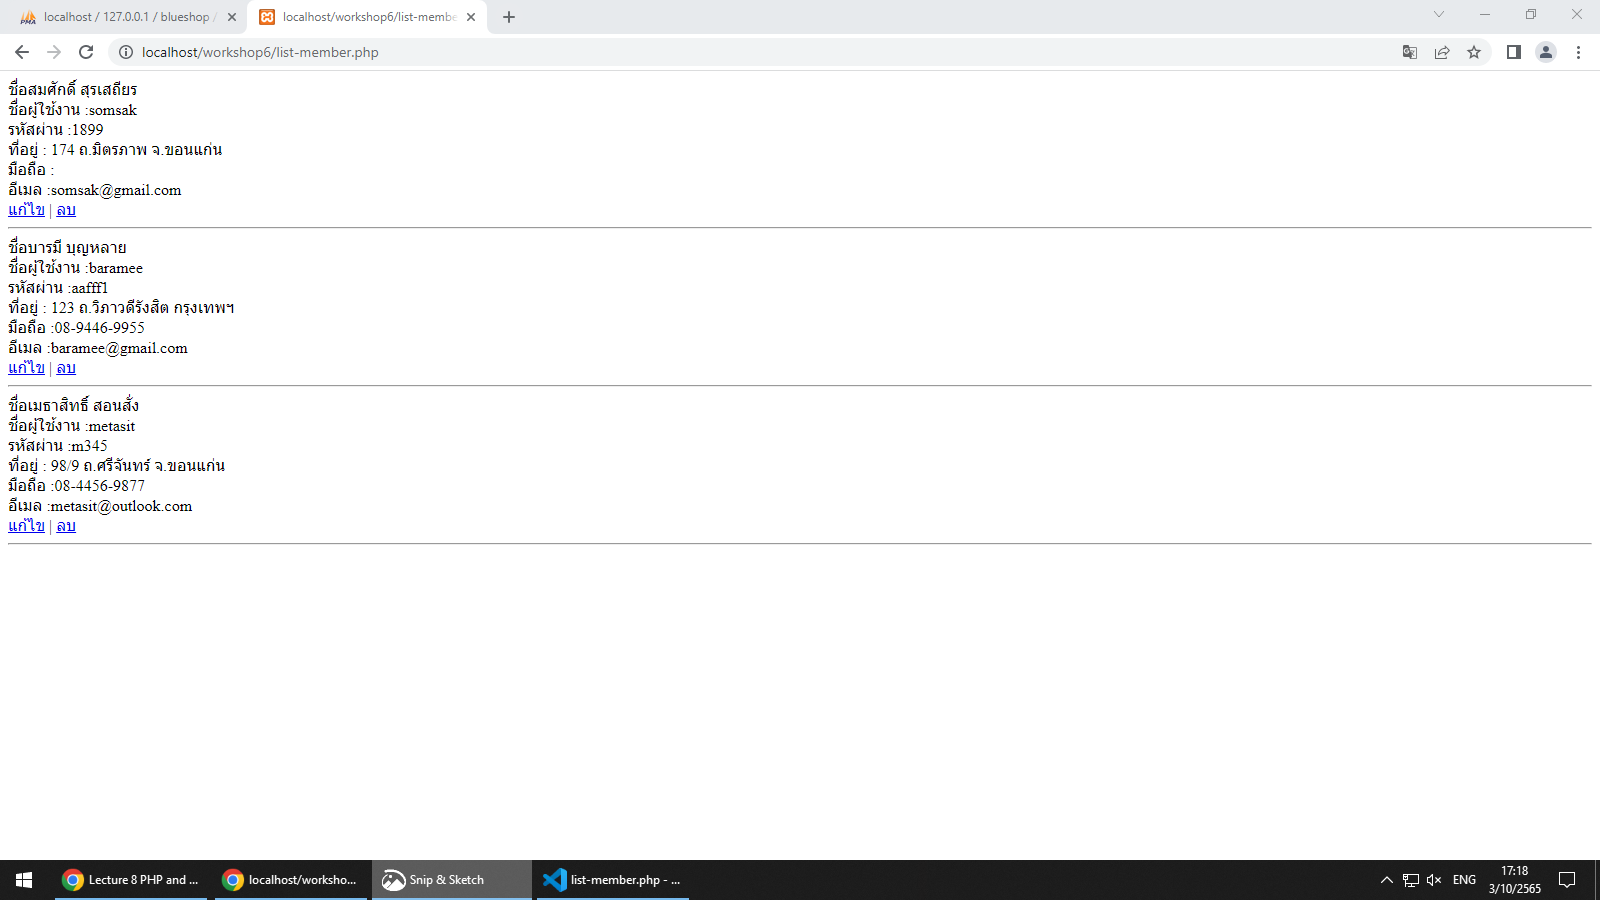 localhost / 127.0.0.1 / blueshop /
localhost/workshop6/list-membe
localhost/workshop6/list-member.php
ชื่อสมศักดิ์ สุรเสถียร
ชื่อผู้ใช้งาน :somsak
รหัสผ่าน :1899
ที่อยู่ : 174 ถ.มิตรภาพ จ.ขอนแก่น
มือถือ :
อีเมล :somsak@gmail.com
แก้ไข | ลบ
ชื่อบารมี บุญหลาย
ชื่อผู้ใช้งาน :baramee
รหัสผ่าน :aafff1
ที่อยู่ : 123 ถ.วิภาวดีรังสิต กรุงเทพฯ
มือถือ :08-9446-9955
อีเมล :baramee@gmail.com
แก้ไข | ลบ
ชื่อเมธาสิทธิ์ สอนสั่ง
ชื่อผู้ใช้งาน :metasit
รหัสผ่าน :m345
ที่อยู่ : 98/9 ถ.ศรีจันทร์ จ.ขอนแก่น
มือถือ :08-4456-9877
อีเมล :metasit@outlook.com
แก้ไข | ลบ
Lecture 8 PHP and ...
localhost/worksho...
Snip & Sketch
list-member.php - ...
ENG
17:18
3/10/2565